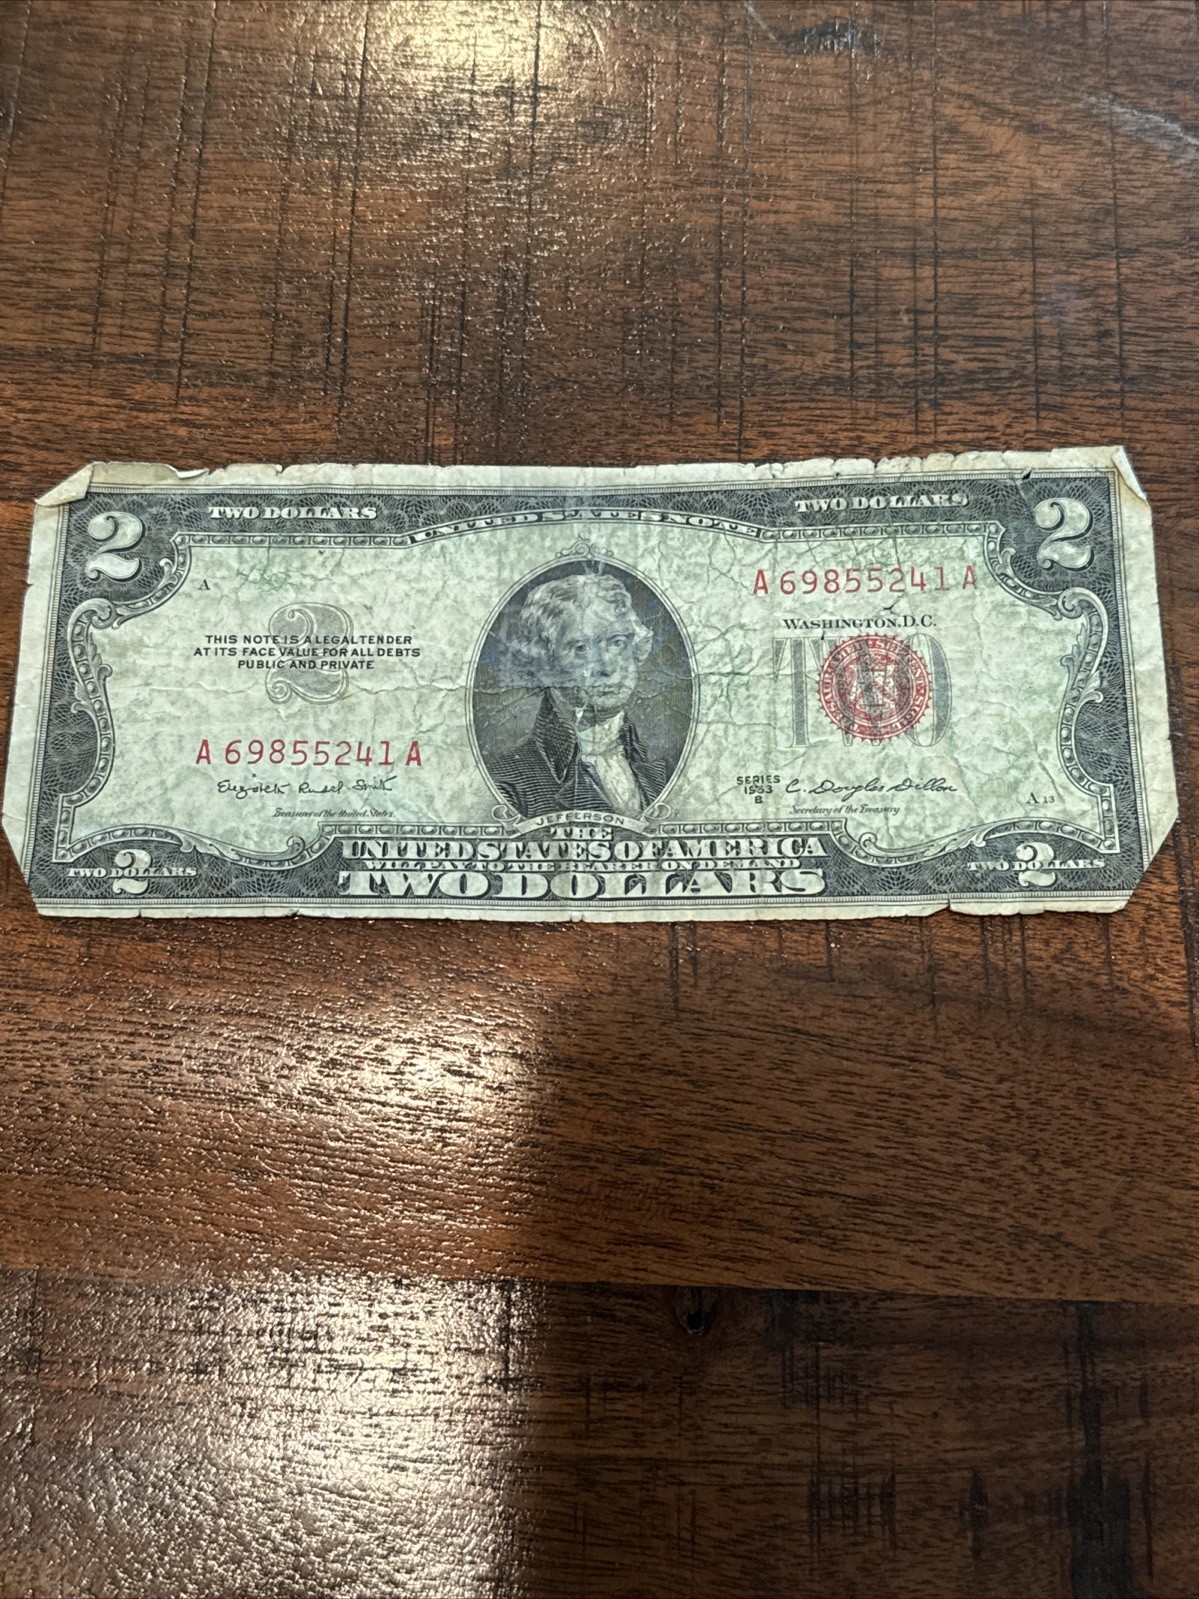 2
TWO DOLLARS
UNITED STATES NOTE
TWO DOLLARS
2
A
2
THIS NOTE IS A LEGAL TENDER
AT ITS FACE VALUE FOR ALL DEBTS
PUBLIC AND PRIVATE
A 69855241 A
WASHINGTON, D.C.
TWO
A 69855241 A
Elizabeth Rudel Smith
Treasurer of the United States.
SERIES
1953
B
C. Douglas Dillon
Secretary of the Treasury
A 13
JEFFERSON
THE
UNITED STATES OF AMERICA
WILL PAY TO THE BEARER ON DEMAND
TWO DOLLARS
TWO DOLLARS
2
TWO DOLLARS
2